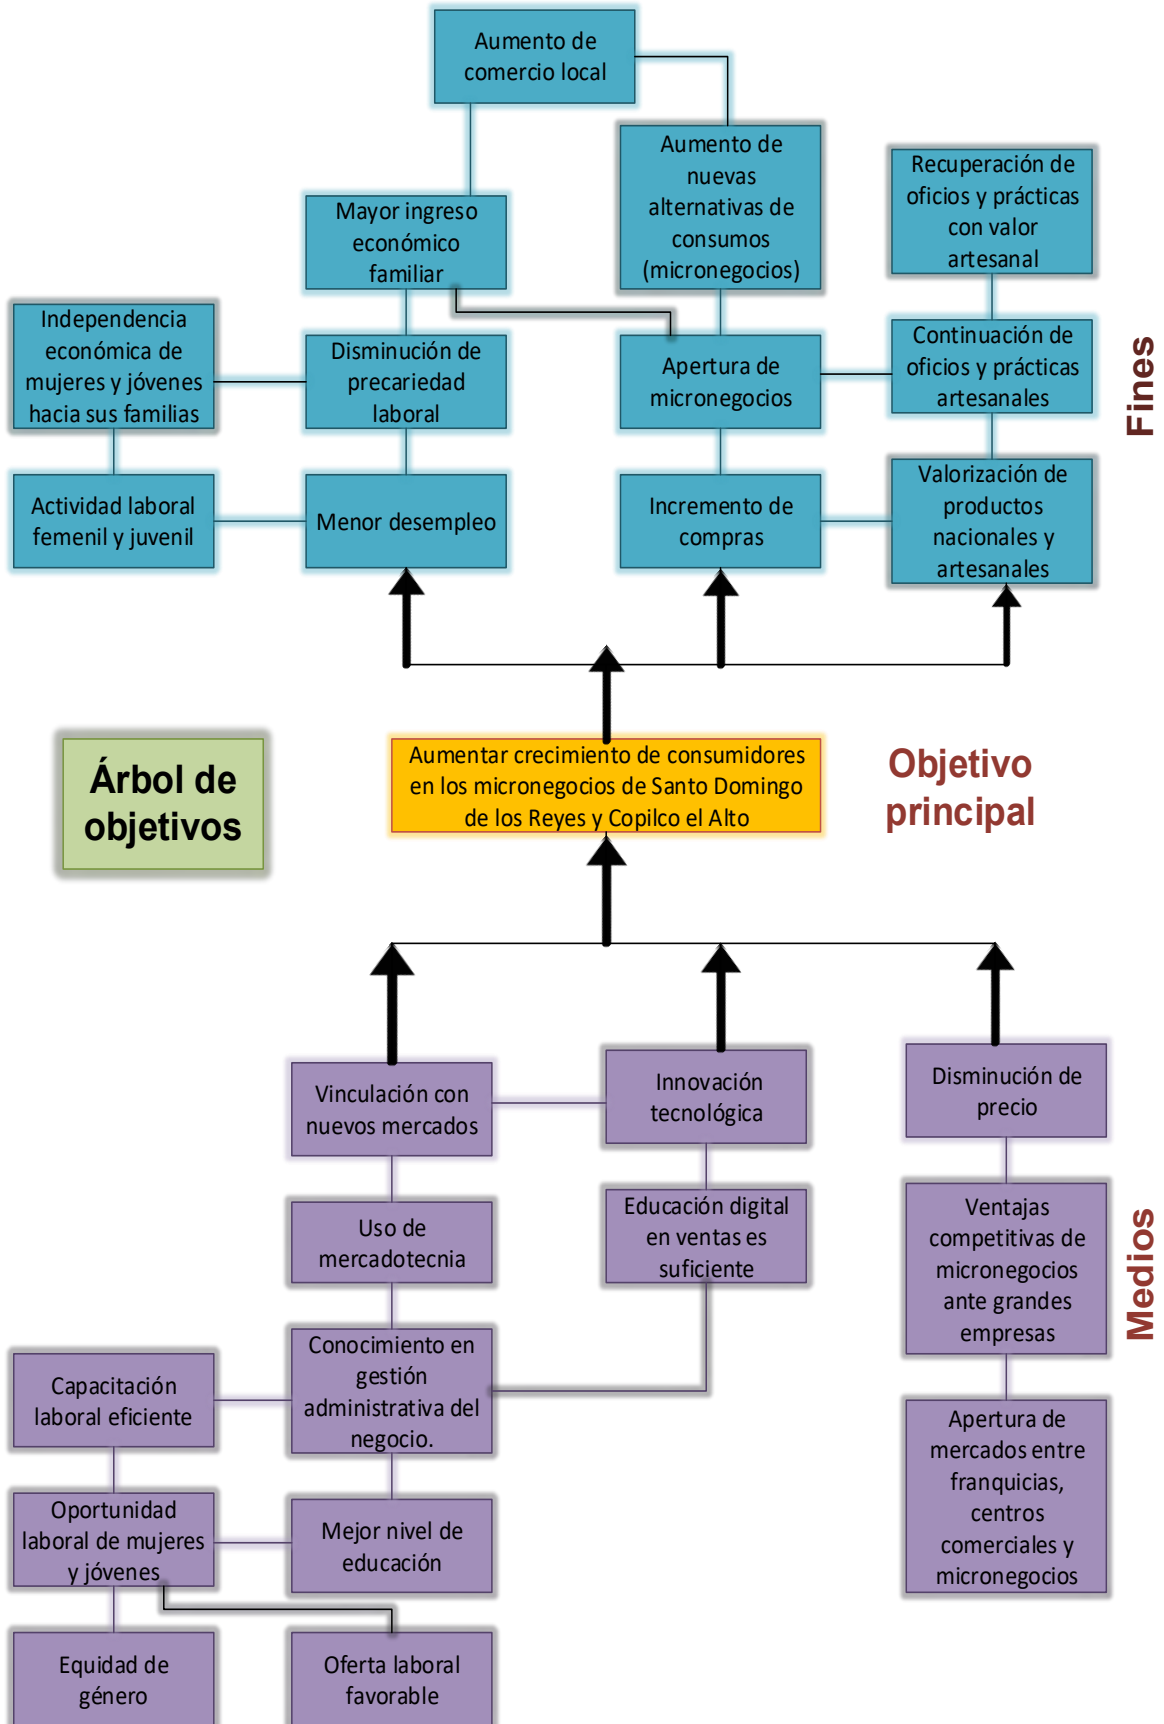 Aumento de
comercio local
Aumento de
nuevas
alternativas de
consumos
(micronegocios)
Recuperación de
oficios y prácticas
con valor
artesanal
Mayor ingreso
económico
familiar
Independencia
económica de
mujeres y jóvenes
hacia sus familias
Disminución de
precariedad
laboral
Apertura de
micronegocios
Continuación de
oficios y prácticas
artesanales
Fines
Actividad laboral
femenil y juvenil
Menor desempleo
Incremento de
compras
Valorización de
productos
nacionales y
artesanales
Árbol de
objetivos
Aumentar crecimiento de consumidores
en los micronegocios de Santo Domingo
de los Reyes y Copilco el Alto
Objetivo
principal
Vinculación con
nuevos mercados
Innovación
tecnológica
Disminución de
precio
Uso de
mercadotecnia
Educación digital
en ventas es
suficiente
Ventajas
competitivas de
micronegocios
ante grandes
empresas
Medios
Capacitación
laboral eficiente
Conocimiento en
gestión
administrativa del
negocio.
Apertura de
mercados entre
franquicias,
centros
comerciales y
micronegocios
Oportunidad
laboral de mujeres
y jóvenes
Mejor nivel de
educación
Equidad de
género
Oferta laboral
favorable